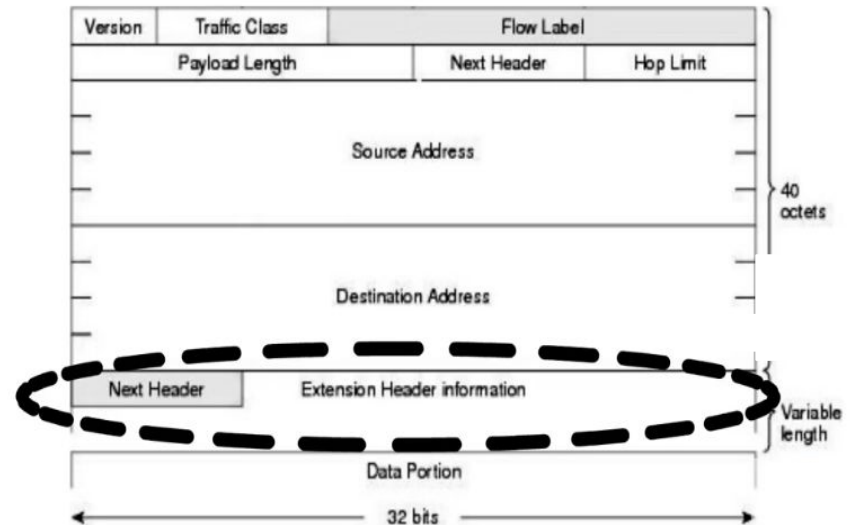 Version Traffic Class Flow Label
Payload Length Next Header Hop Limit
Source Address
40
octets
Destination Address
Next Header Extension Header information
Variable
length
Data Portion
32 bits